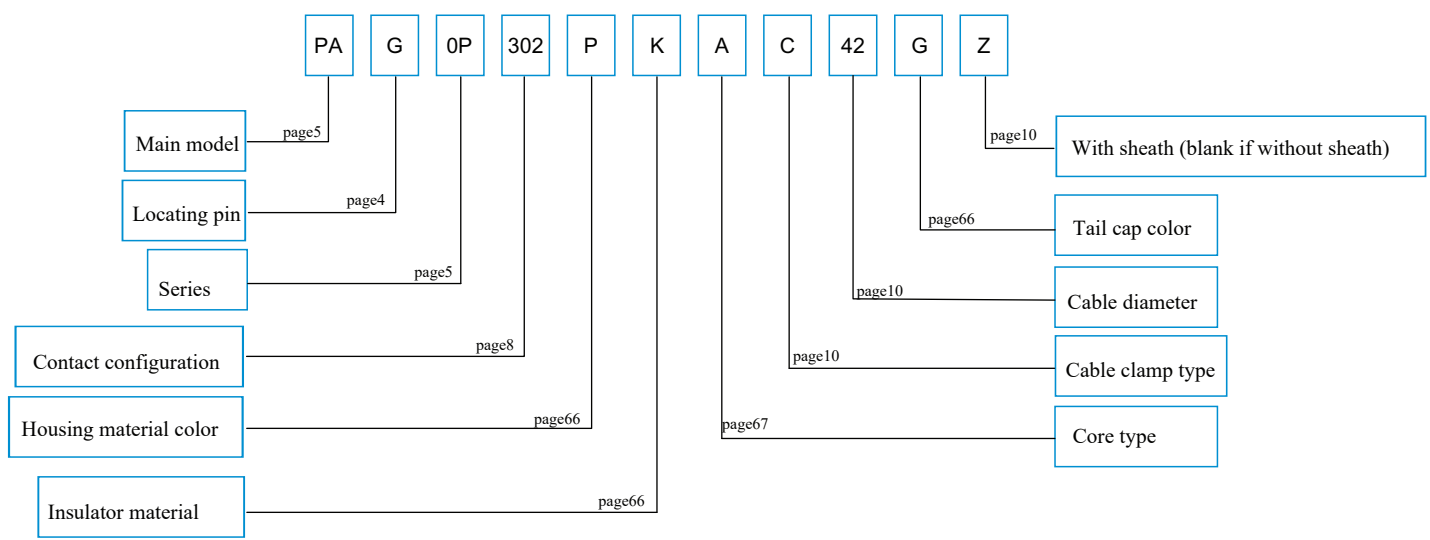 PA G 0P 302 P K A C 42 G Z
Main model page5
page10 With sheath (blank if without sheath)
Locating pin page4
page66 Tail cap color
Series page5
page10 Cable diameter
Contact configuration page8
page10 Cable clamp type
Housing material color page66
page67 Core type
Insulator material page66